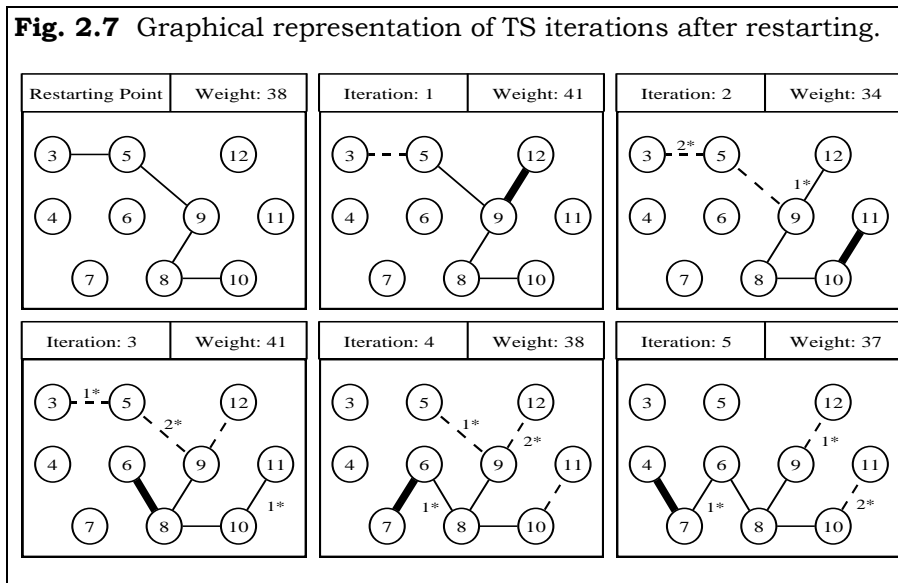 Fig. 2.7 Graphical representation of TS iterations after restarting.
Restarting Point Weight: 38
3 5 12
4 6 9 11
7 8 10
Iteration: 1 Weight: 41
3 5 12
4 6 9 11
7 8 10
Iteration: 2 Weight: 34
3 2* 5 12
1*
4 6 9 11
7 8 10
Iteration: 3 Weight: 41
3 1* 5 12
2*
4 6 9 11
1*
7 8 10
Iteration: 4 Weight: 38
3 5 12
1* 2*
4 6 9 11
1*
7 8 10
Iteration: 5 Weight: 37
3 5 12
1*
4 6 9 11
1* 2*
7 8 10